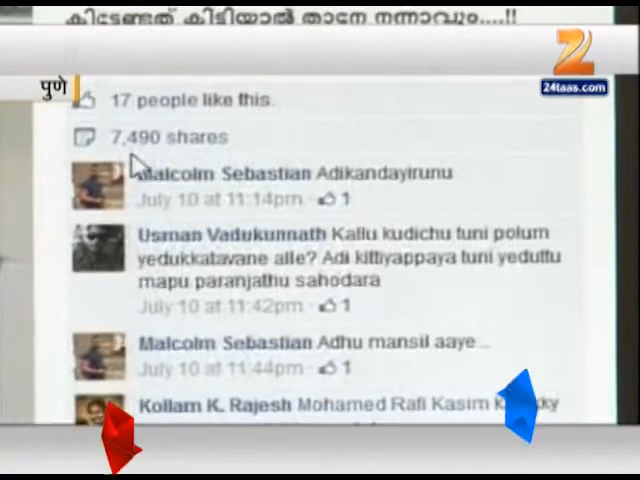 കിടേണ്ടത് കിട്ടിയാൽ താനേ നന്നാവും....!!
24taas.com
पुणे
17 people like this.
7,490 shares
Malcolm Sebastian Adikandayirunu
July 10 at 11:14pm · 1
Usman Vadukunnath Kallu kudichu tuni polum
yedukkatavane alle? Adi kittiyappaya tuni yeduttu
mapu paranjathu sahodara
July 10 at 11:42pm · 1
Malcolm Sebastian Adhu mansil aaye...
July 10 at 11:44pm · 1
Kollam K. Rajesh Mohamed Rafi Kasim